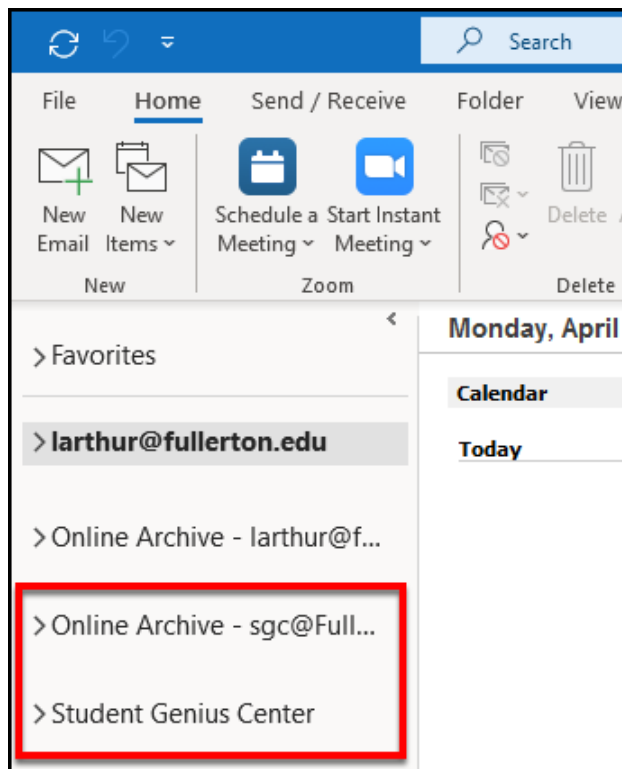 Search
File Home Send / Receive Folder View
New Email
New Items
Schedule a Meeting
Start Instant Meeting
Delete
New
Zoom
Delete
Favorites
larthur@fullerton.edu
Online Archive - larthur@f...
Online Archive - sgc@Full...
Student Genius Center
Monday, April
Calendar
Today